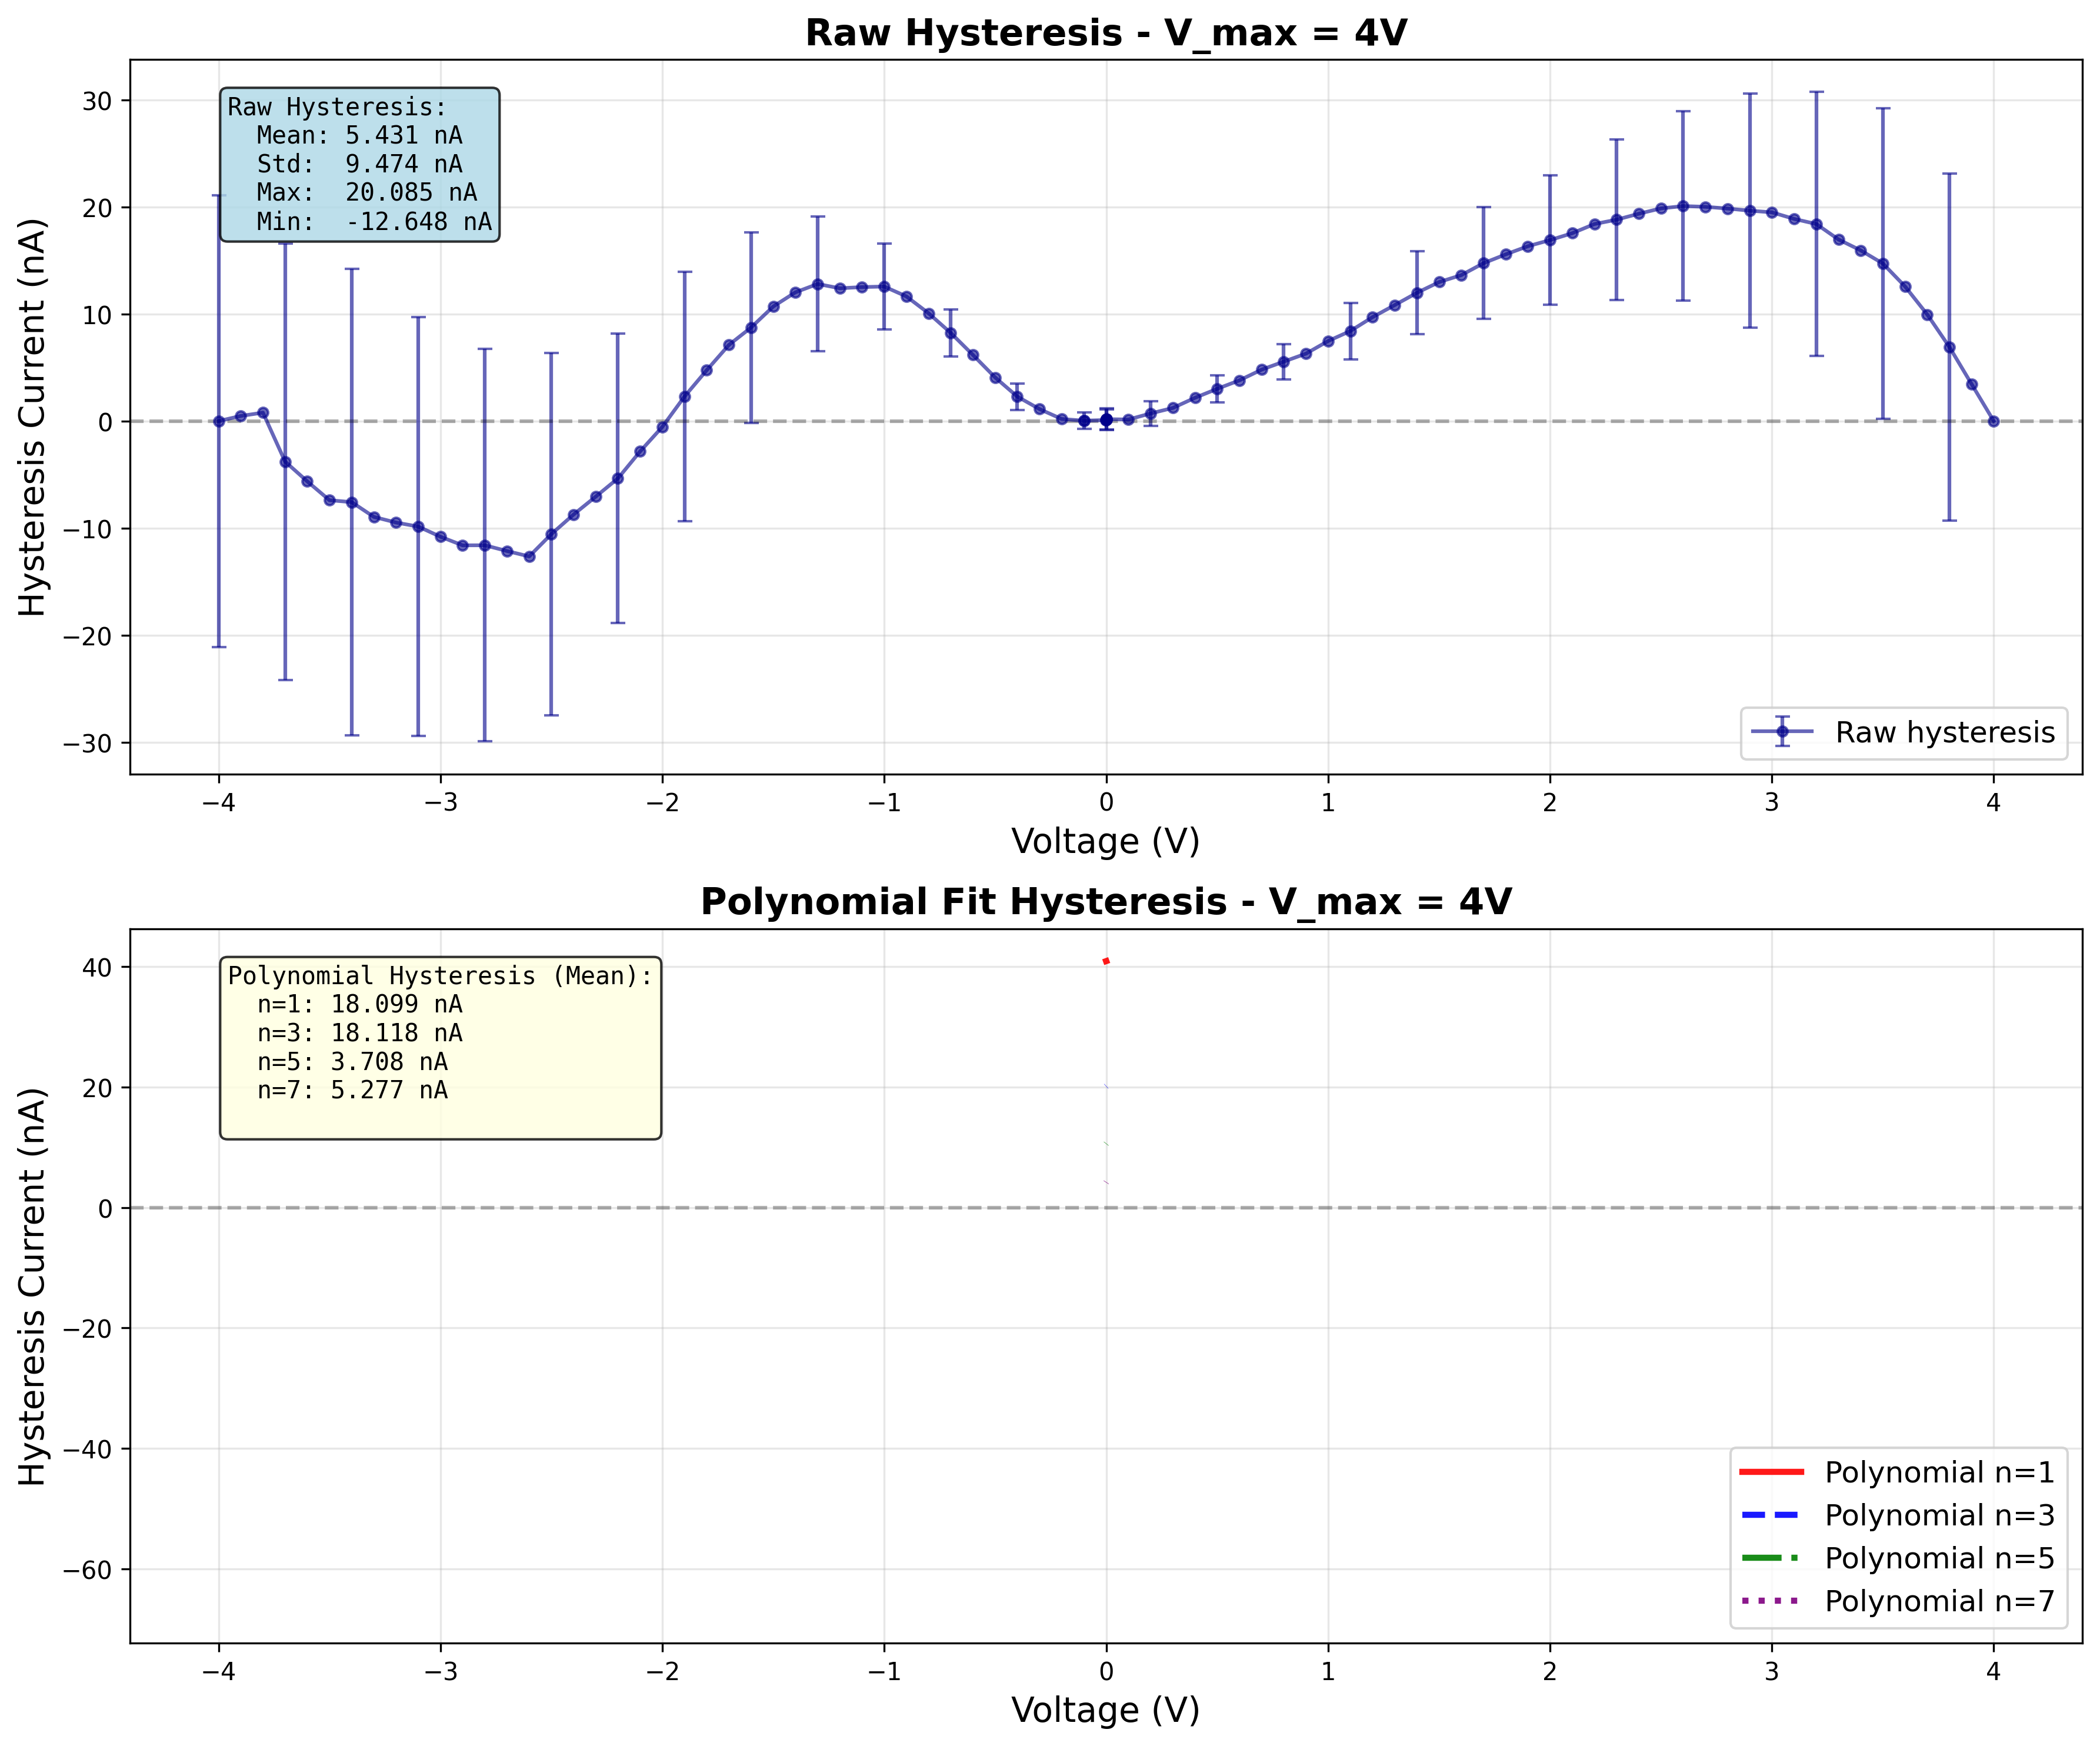 Raw Hysteresis - V_max = 4V
Hysteresis Current (nA)
30
20
10
0
−10
−20
−30
Raw Hysteresis:
Mean: 5.431 nA
Std:  9.474 nA
Max:  20.085 nA
Min:  -12.648 nA
Raw hysteresis
−4 −3 −2 −1 0 1 2 3 4
Voltage (V)
Polynomial Fit Hysteresis - V_max = 4V
Hysteresis Current (nA)
40
20
0
−20
−40
−60
Polynomial Hysteresis (Mean):
n=1: 18.099 nA
n=3: 18.118 nA
n=5: 3.708 nA
n=7: 5.277 nA
Polynomial n=1
Polynomial n=3
Polynomial n=5
Polynomial n=7
−4 −3 −2 −1 0 1 2 3 4
Voltage (V)